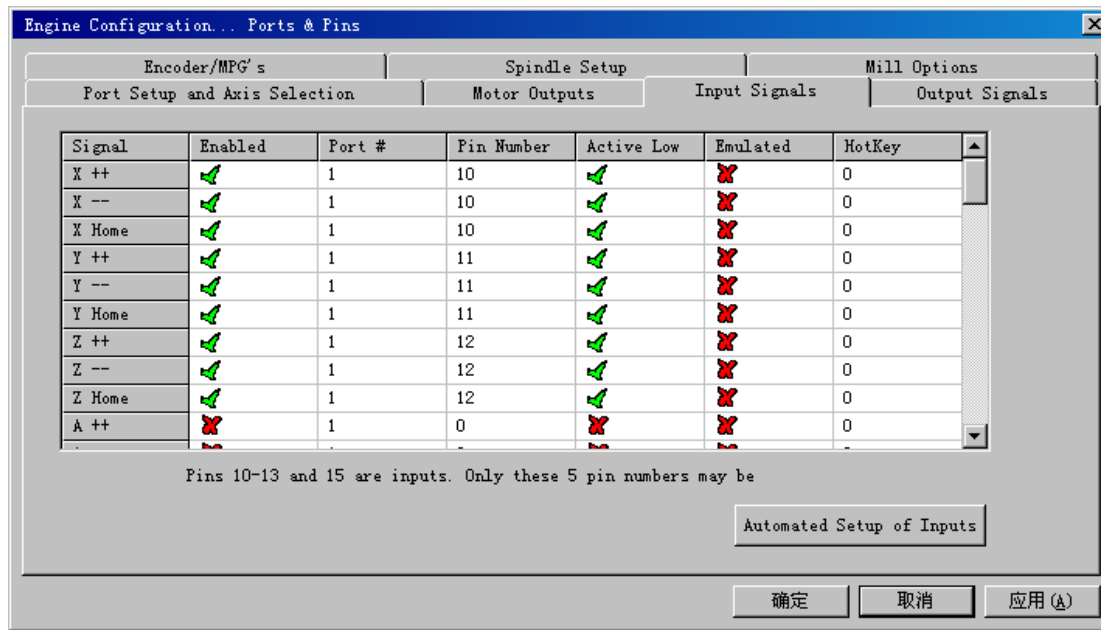 Engine Configuration... Ports & Pins
Encoder/MPG's Spindle Setup Mill Options
Port Setup and Axis Selection Motor Outputs Input Signals Output Signals
Signal Enabled Port # Pin Number Active Low Emulated HotKey
X ++ 1 10 0
X -- 1 10 0
X Home 1 10 0
Y ++ 1 11 0
Y -- 1 11 0
Y Home 1 11 0
Z ++ 1 12 0
Z -- 1 12 0
Z Home 1 12 0
A ++ 1 0 0
Pins 10-13 and 15 are inputs. Only these 5 pin numbers may be
Automated Setup of Inputs
确定 取消 应用(A)